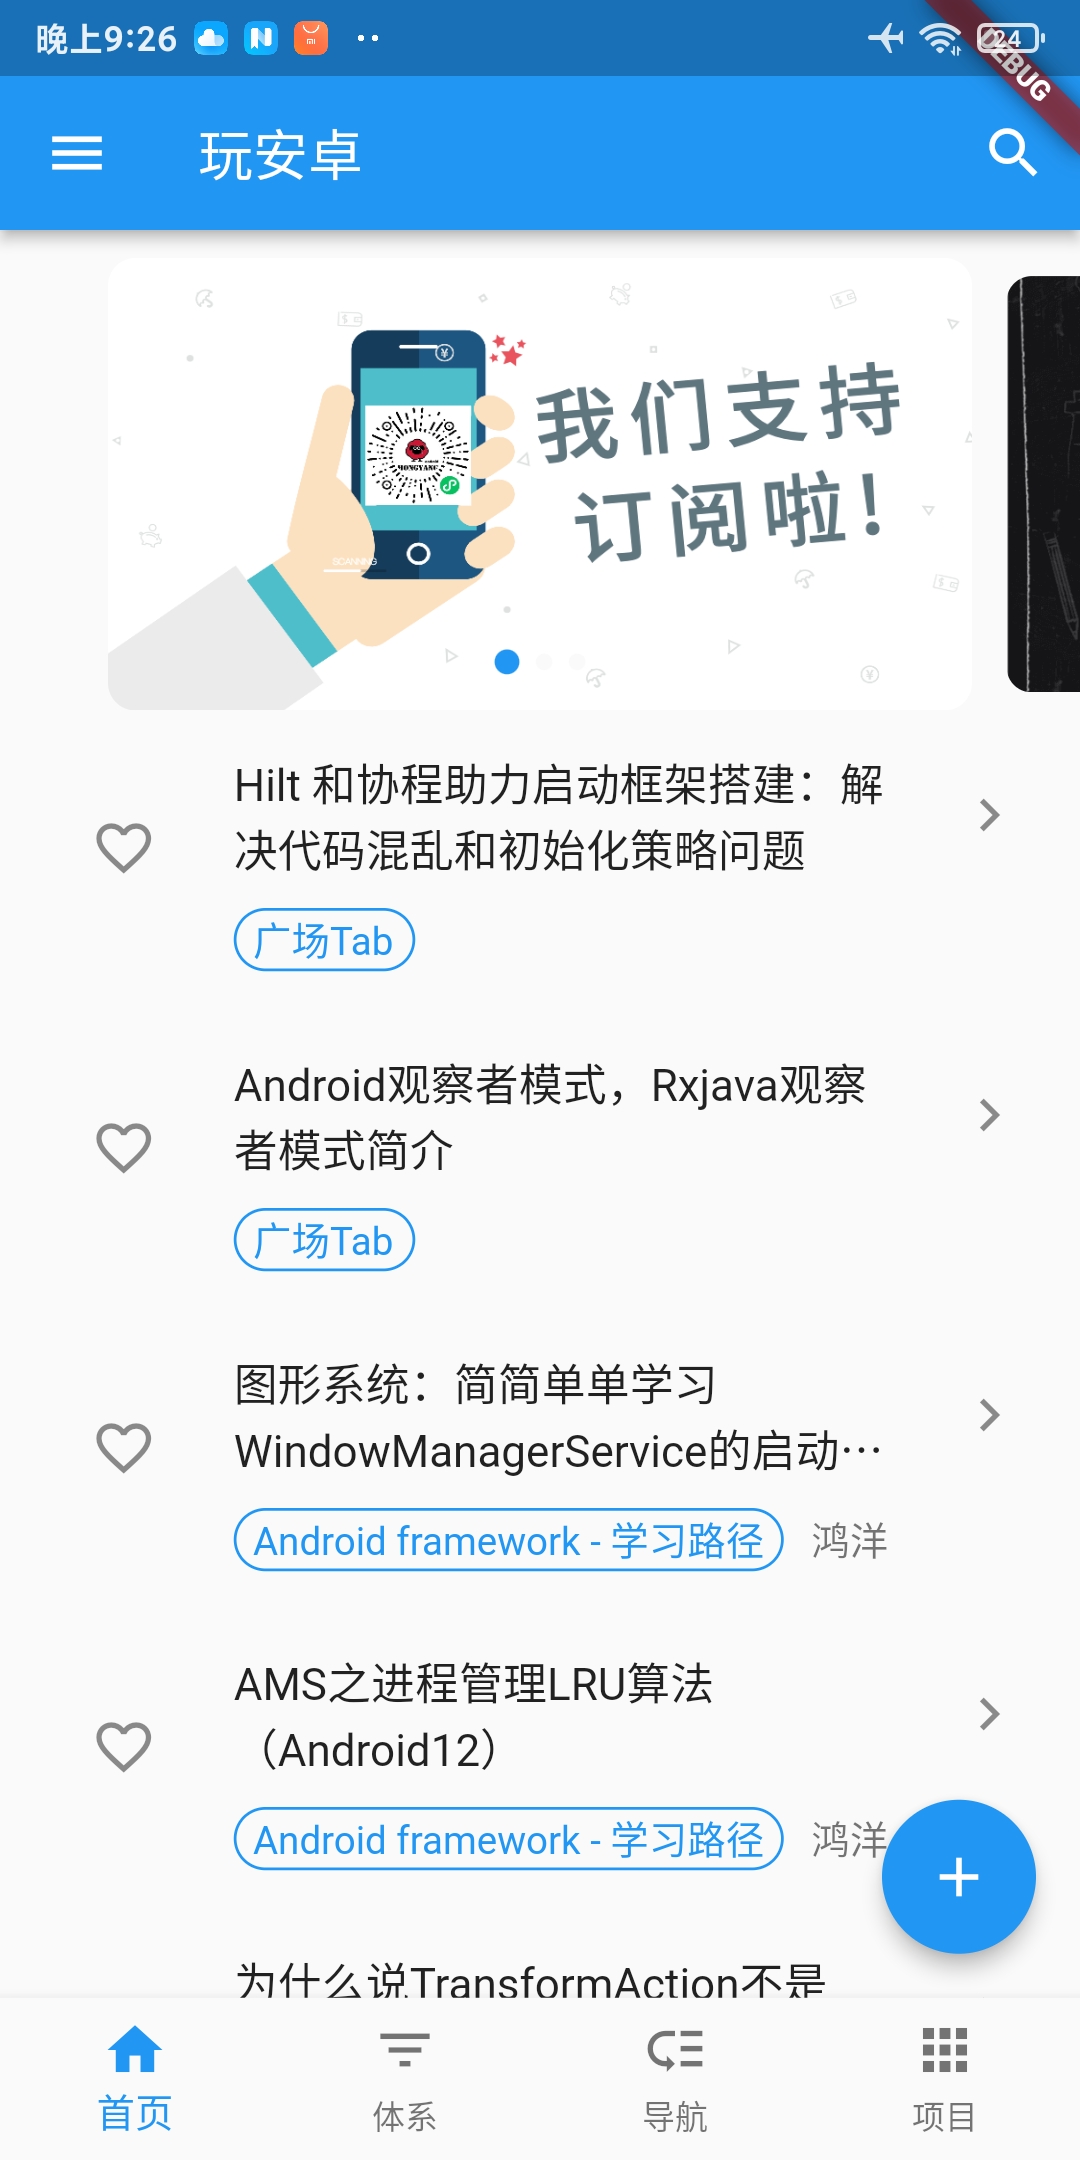 晚上9:26
24
DEBUG
玩安卓
我们支持
订阅啦!
HONGYANG
SCANNING
Hilt 和协程助力启动框架搭建：解
决代码混乱和初始化策略问题
广场Tab
Android观察者模式，Rxjava观察
者模式简介
广场Tab
图形系统：简简单单学习
WindowManagerService的启动…
Android framework - 学习路径 鸿洋
AMS之进程管理LRU算法
（Android12）
Android framework - 学习路径 鸿洋
为什么说TransformAction不是
首页
体系
导航
项目